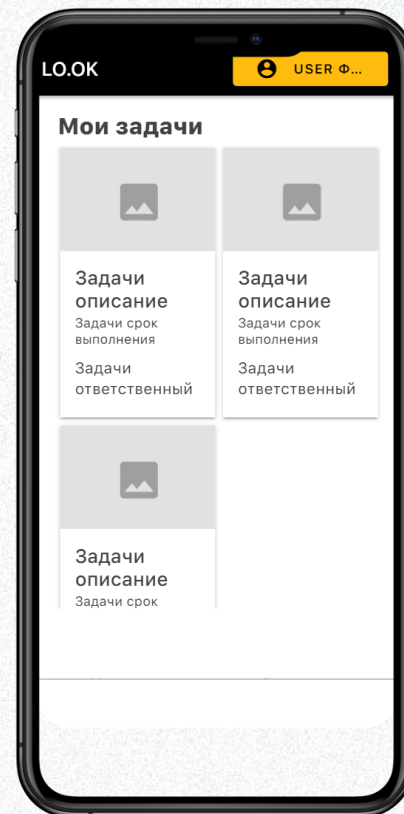 LO.OK
USER Ф...
Мои задачи
Задачи
описание
Задачи срок
выполнения
Задачи
ответственный
Задачи
описание
Задачи срок
выполнения
Задачи
ответственный
Задачи
описание
Задачи срок